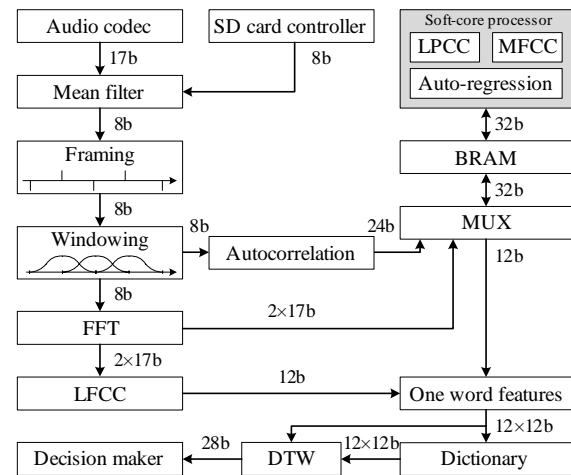 Audio codec
SD card controller
Soft-core processor
LPCC
MFCC
Auto-regression
17b
8b
Mean filter
8b
32b
Framing
BRAM
8b
32b
Windowing
8b
Autocorrelation
24b
MUX
8b
12b
FFT
2×17b
2×17b
LFCC
12b
One word features
12×12b
Decision maker
28b
DTW
12×12b
Dictionary